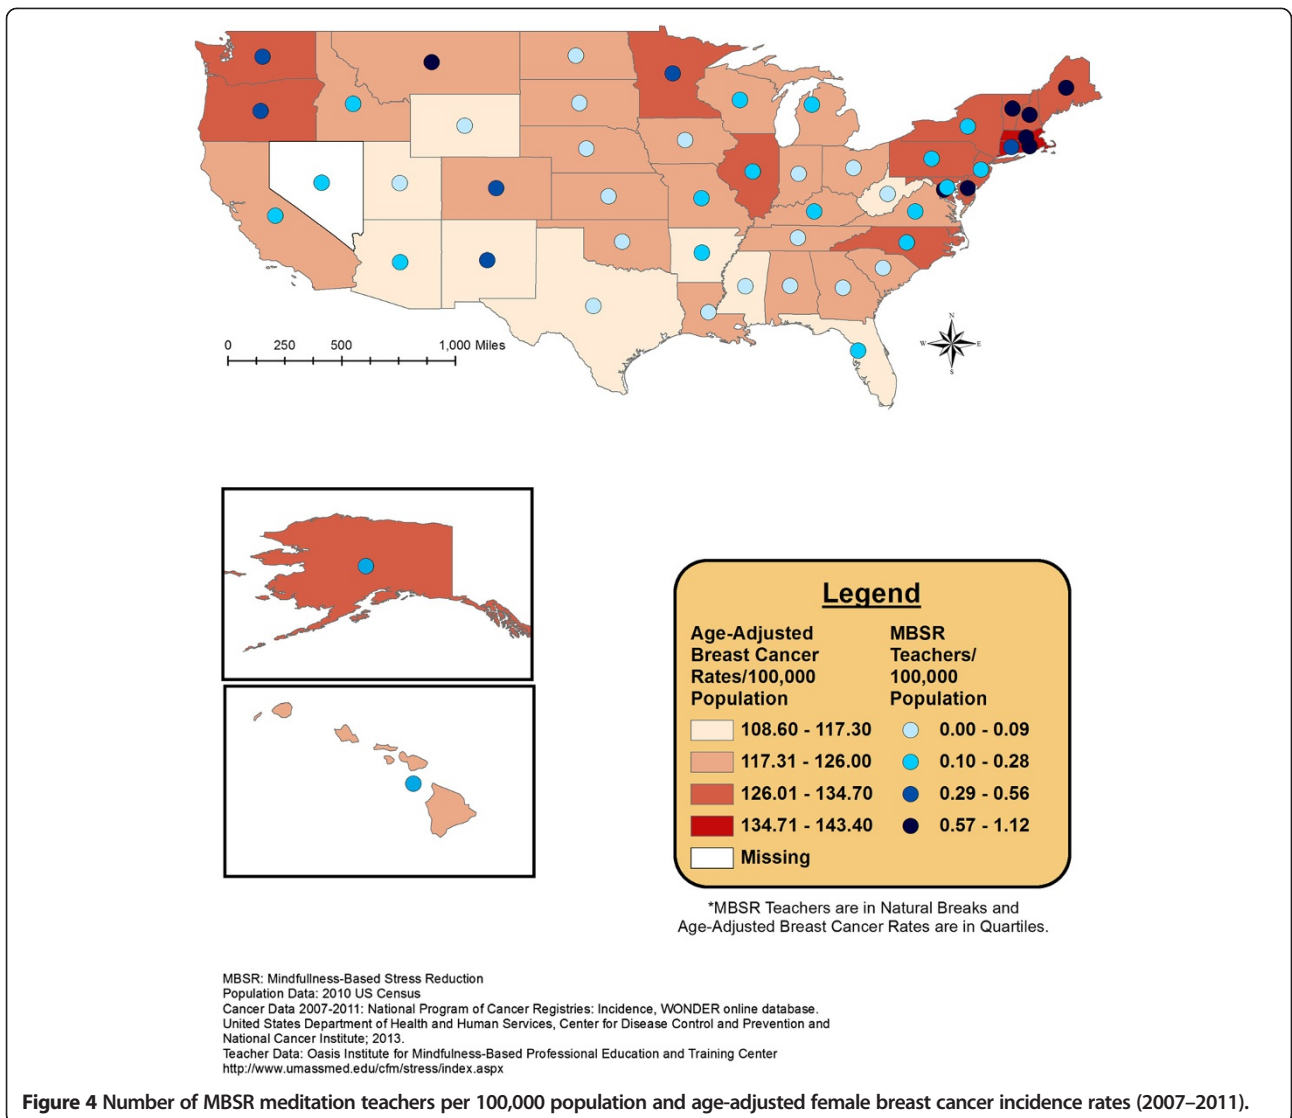 N
W
E
S
0 250 500 1,000 Miles
Legend
Age-Adjusted
Breast Cancer
Rates/100,000
Population
108.60 - 117.30
117.31 - 126.00
126.01 - 134.70
134.71 - 143.40
Missing
MBSR
Teachers/
100,000
Population
0.00 - 0.09
0.10 - 0.28
0.29 - 0.56
0.57 - 1.12
*MBSR Teachers are in Natural Breaks and
Age-Adjusted Breast Cancer Rates are in Quartiles.
MBSR: Mindfullness-Based Stress Reduction
Population Data: 2010 US Census
Cancer Data 2007-2011: National Program of Cancer Registries: Incidence, WONDER online database.
United States Department of Health and Human Services, Center for Disease Control and Prevention and
National Cancer Institute; 2013.
Teacher Data: Oasis Institute for Mindfulness-Based Professional Education and Training Center
http://www.umassmed.edu/cfm/stress/index.aspx
Figure 4 Number of MBSR meditation teachers per 100,000 population and age-adjusted female breast cancer incidence rates (2007–2011).